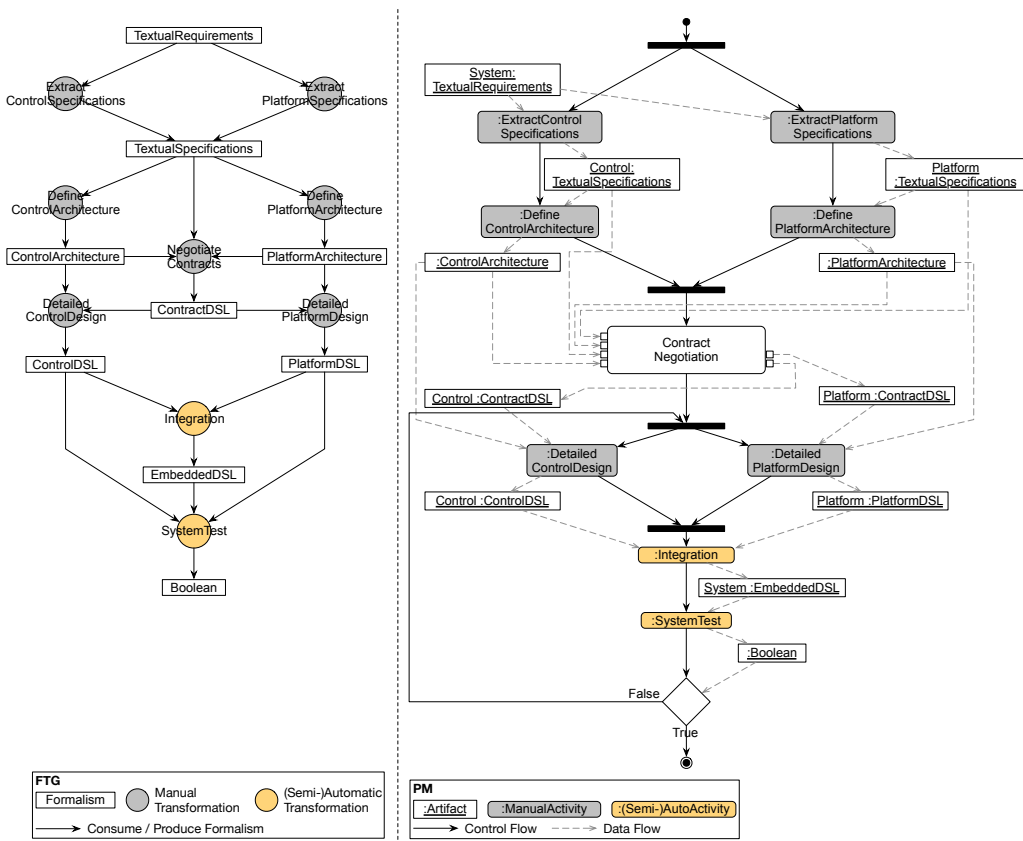 TextualRequirements
Extract
ControlSpecifications
Extract
PlatformSpecifications
TextualSpecifications
Define
ControlArchitecture
Define
PlatformArchitecture
ControlArchitecture
Negotiate
Contracts
PlatformArchitecture
Detailed
ControlDesign
ContractDSL
Detailed
PlatformDesign
ControlDSL
PlatformDSL
Integration
EmbeddedDSL
SystemTest
Boolean
FTG
Formalism
Manual
Transformation
(Semi-)Automatic
Transformation
Consume / Produce Formalism
System:
TextualRequirements
:ExtractControl
Specifications
:ExtractPlatform
Specifications
Control:
TextualSpecifications
Platform
:TextualSpecifications
:Define
ControlArchitecture
:Define
PlatformArchitecture
:ControlArchitecture
:PlatformArchitecture
Contract
Negotiation
Control :ContractDSL
Platform :ContractDSL
:Detailed
ControlDesign
:Detailed
PlatformDesign
Control :ControlDSL
Platform :PlatformDSL
:Integration
System :EmbeddedDSL
:SystemTest
:Boolean
False
True
PM
:Artifact
:ManualActivity
:(Semi-)AutoActivity
Control Flow
Data Flow